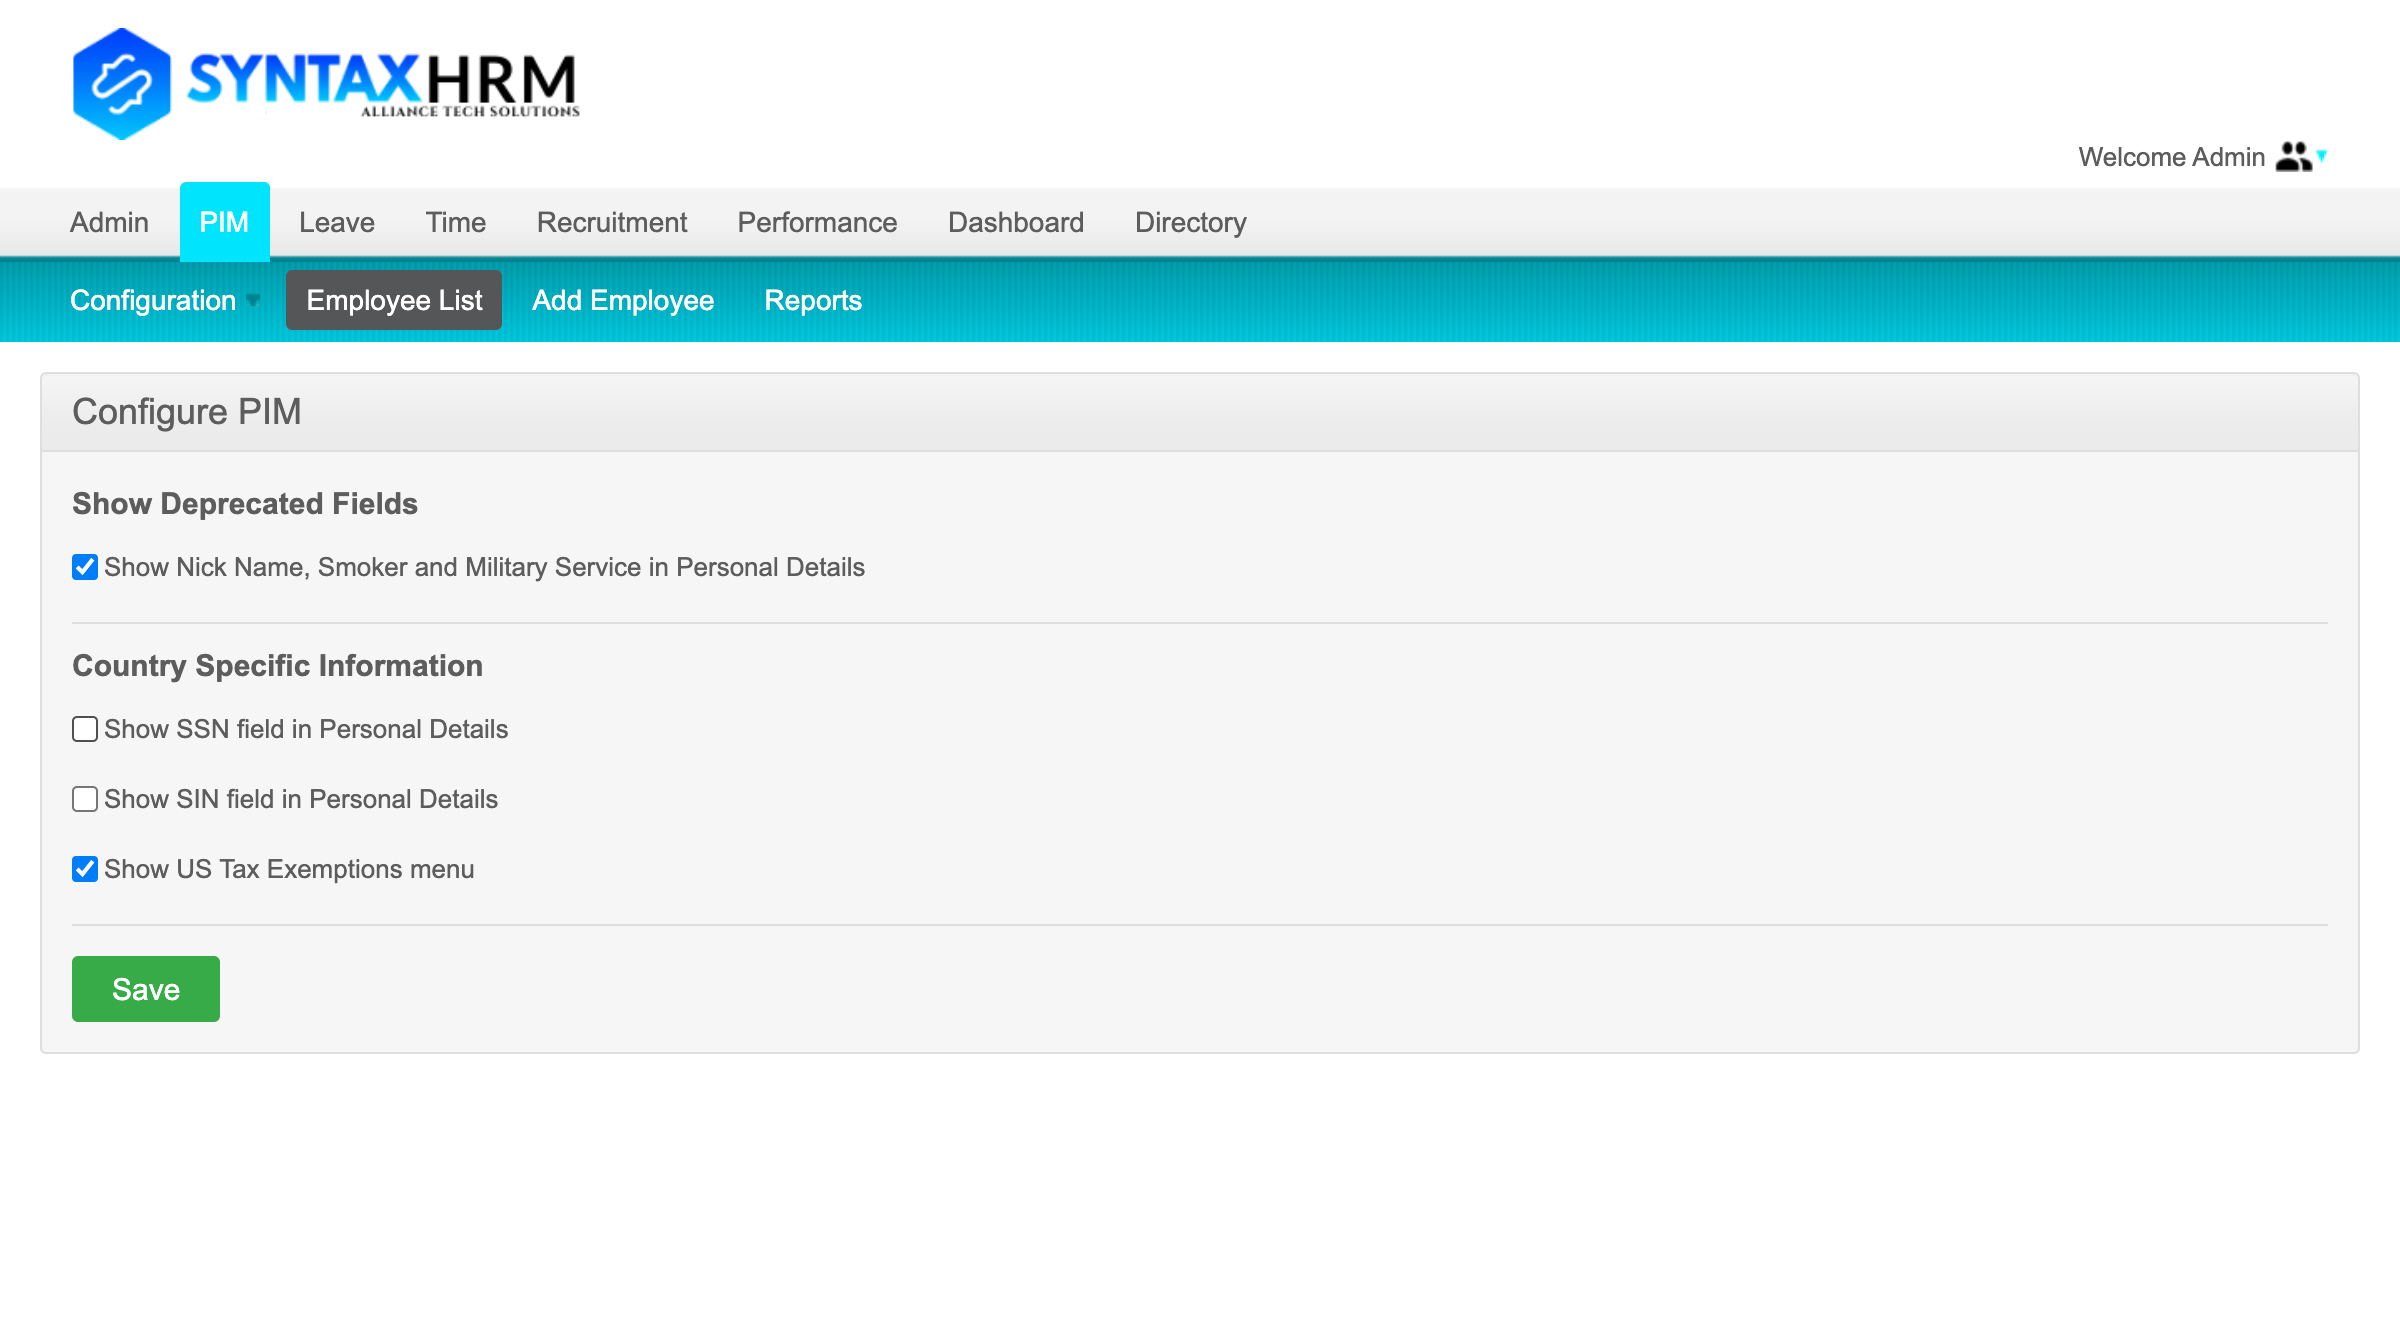 SYNTAXHRM
ALLIANCE TECH SOLUTIONS
Welcome Admin
Admin PIM Leave Time Recruitment Performance Dashboard Directory
Configuration Employee List Add Employee Reports
Configure PIM
Show Deprecated Fields
Show Nick Name, Smoker and Military Service in Personal Details
Country Specific Information
Show SSN field in Personal Details
Show SIN field in Personal Details
Show US Tax Exemptions menu
Save